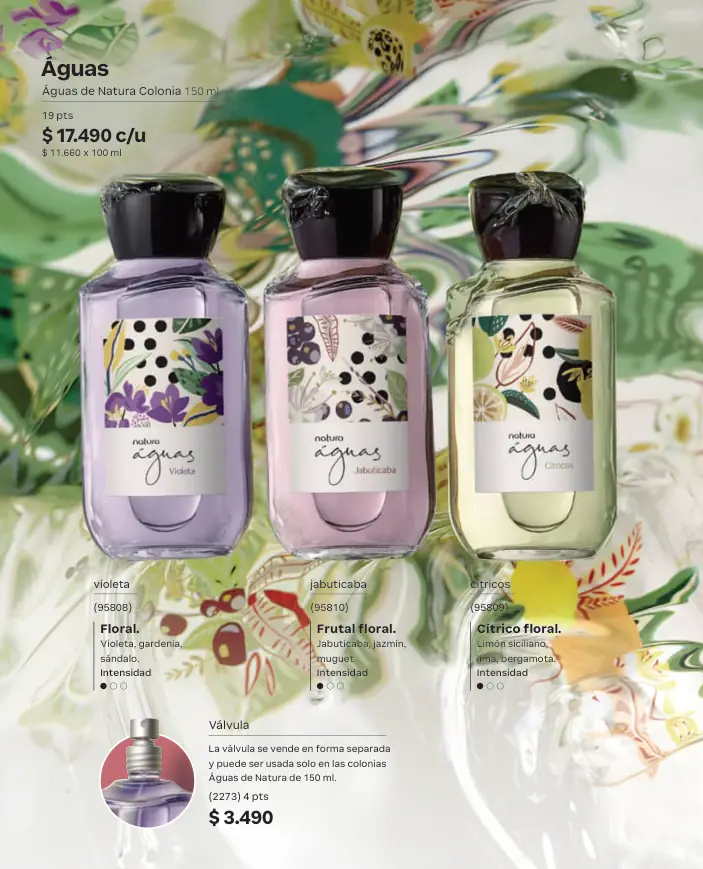 Águas
Águas de Natura Colonia 150 ml
19 pts
$ 17.490 c/u
$ 11.660 x 100 ml
natura
águas
Violeta
natura
águas
Jabuticaba
natura
águas
Citricos
violeta
(95808)
Floral.
Violeta, gardenia,
sándalo.
Intensidad
jabuticaba
(95810)
Frutal floral.
Jabuticaba, jazmín,
muguet.
Intensidad
citricos
(95809)
Cítrico floral.
Limón siciliano,
lima, bergamota.
Intensidad
Válvula
La válvula se vende en forma separada
y puede ser usada solo en las colonias
Águas de Natura de 150 ml.
(2273) 4 pts
$ 3.490